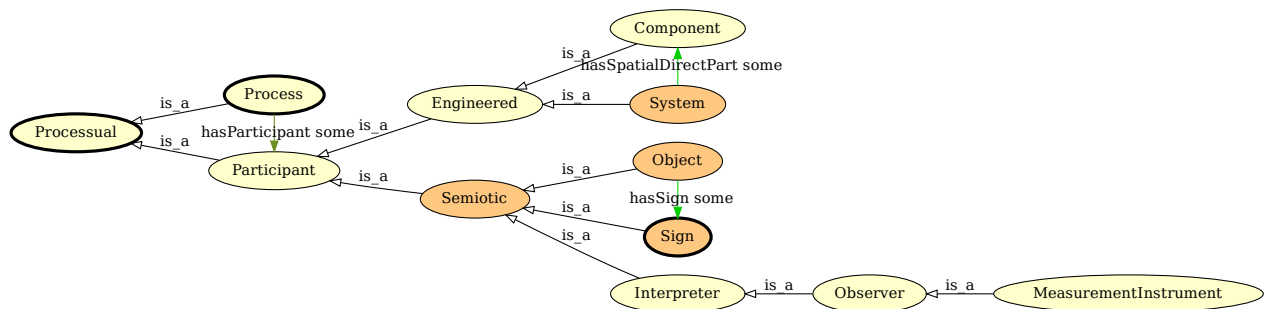 Component
is_a
hasSpatialDirectPart some
Process
is_a
Engineered
is_a
System
Processual
hasParticipant some
is_a
is_a
Participant
Object
is_a
is_a
Semiotic
hasSign some
is_a
Sign
is_a
Interpreter
is_a
Observer
is_a
MeasurementInstrument